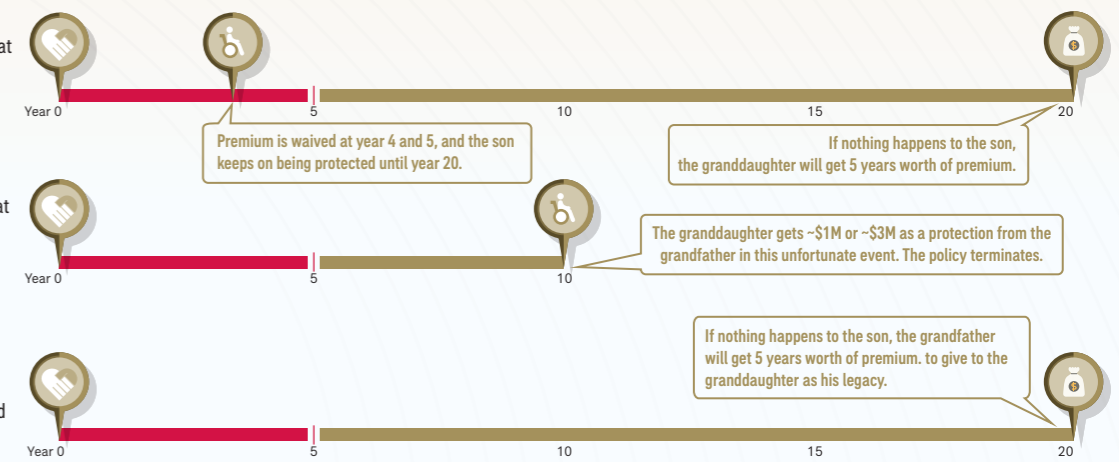 at
Year 0
5
10
15
20
Premium is waived at year 4 and 5, and the son
keeps on being protected until year 20.
If nothing happens to the son,
the granddaughter will get 5 years worth of premium.
at
Year 0
5
10
The granddaughter gets ~$1M or ~$3M as a protection from the
grandfather in this unfortunate event. The policy terminates.
If nothing happens to the son, the grandfather
will get 5 years worth of premium. to give to the
granddaughter as his legacy.
d
Year 0
5
10
15
20